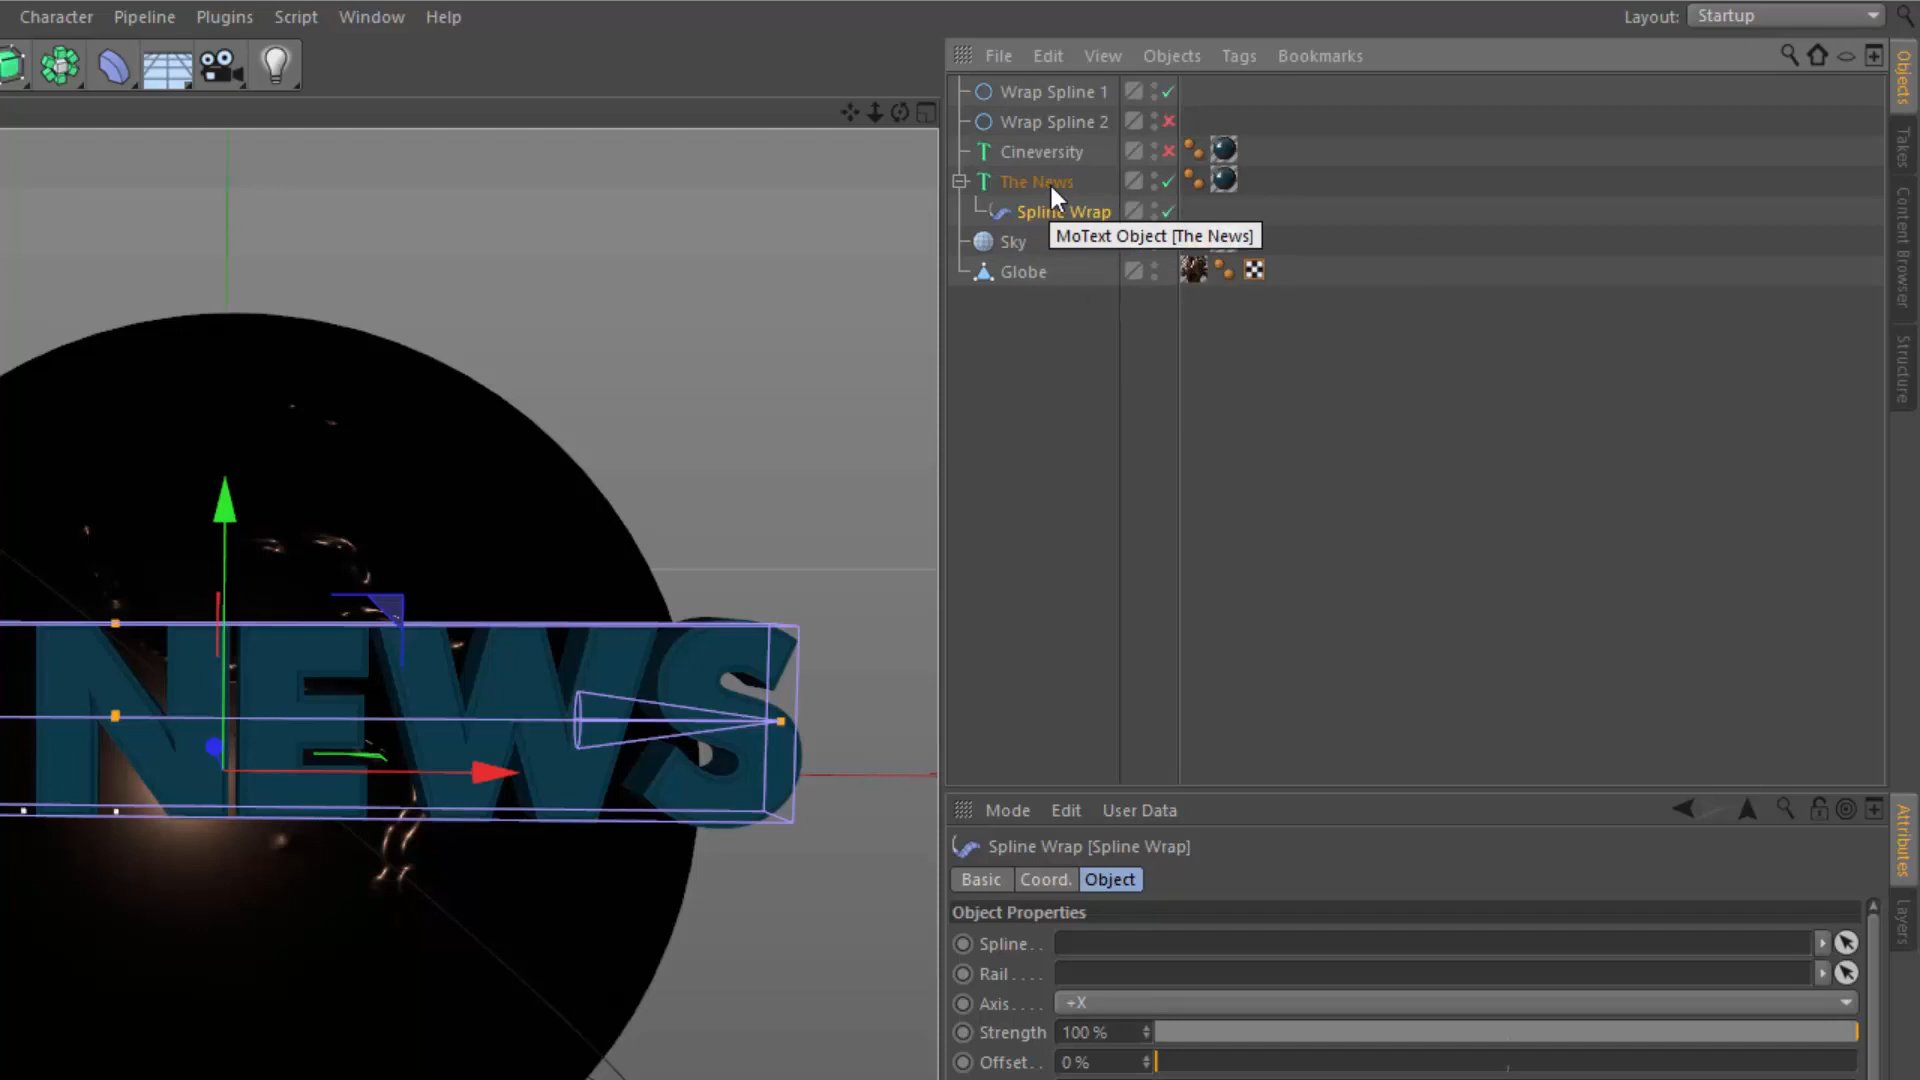 Character Pipeline Plugins Script Window Help
Layout: Startup
File Edit View Objects Tags Bookmarks
Wrap Spline 1
Wrap Spline 2
Cineversity
The News
Spline Wrap
MoText Object [The News]
Sky
Globe
Objects
Takes
Content Browser
Structure
NEWS
Mode Edit User Data
Spline Wrap [Spline Wrap]
Basic Coord. Object
Object Properties
Spline. .
Rail . . . .
Axis. . . . +X
Strength 100 %
Offset. . 0 %
Attributes
Layers